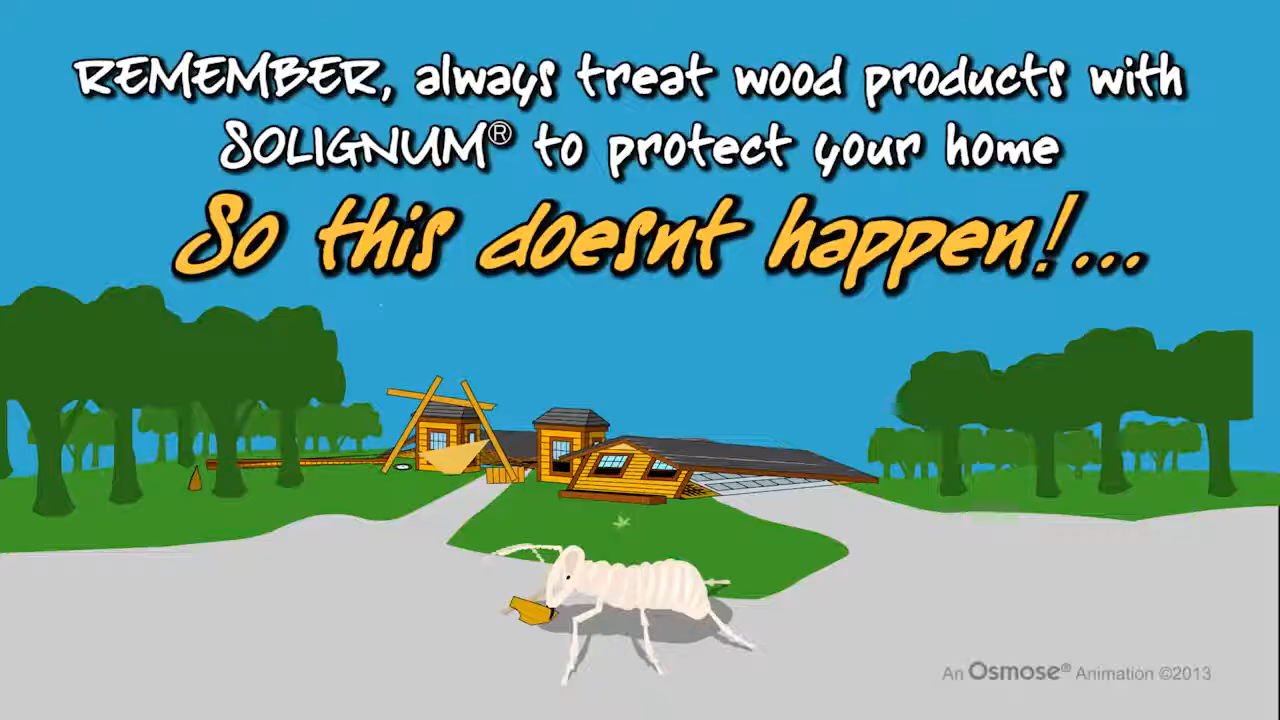 REMEMBER, always treat wood products with
SOLIGNUM® to protect your home
So this doesnt happen!...
An Osmose® Animation ©2013